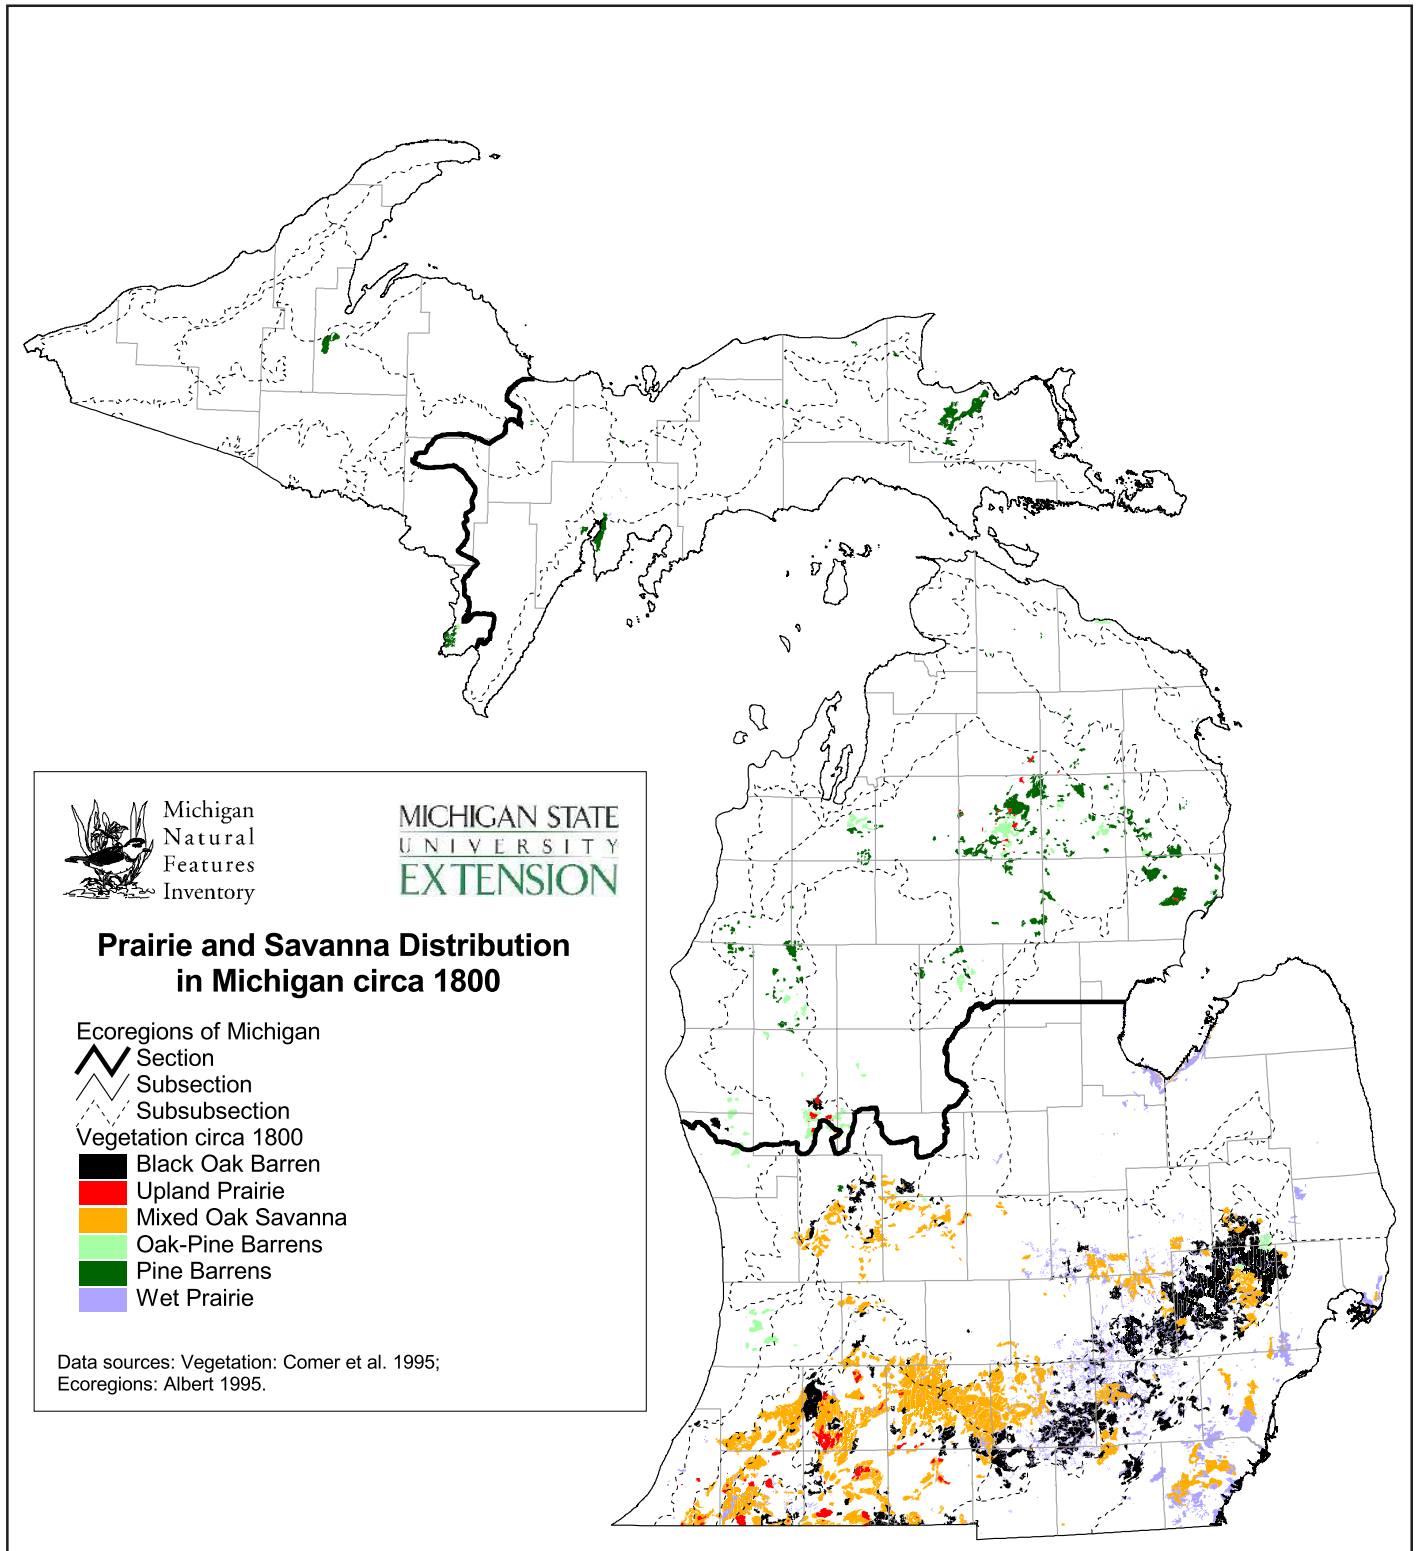 Michigan
Natural
Features
Inventory
MICHIGAN STATE
UNIVERSITY
EXTENSION
Prairie and Savanna Distribution
in Michigan circa 1800
Ecoregions of Michigan
Section
Subsection
Subsubsection
Vegetation circa 1800
Black Oak Barren
Upland Prairie
Mixed Oak Savanna
Oak-Pine Barrens
Pine Barrens
Wet Prairie
Data sources: Vegetation: Comer et al. 1995;
Ecoregions: Albert 1995.